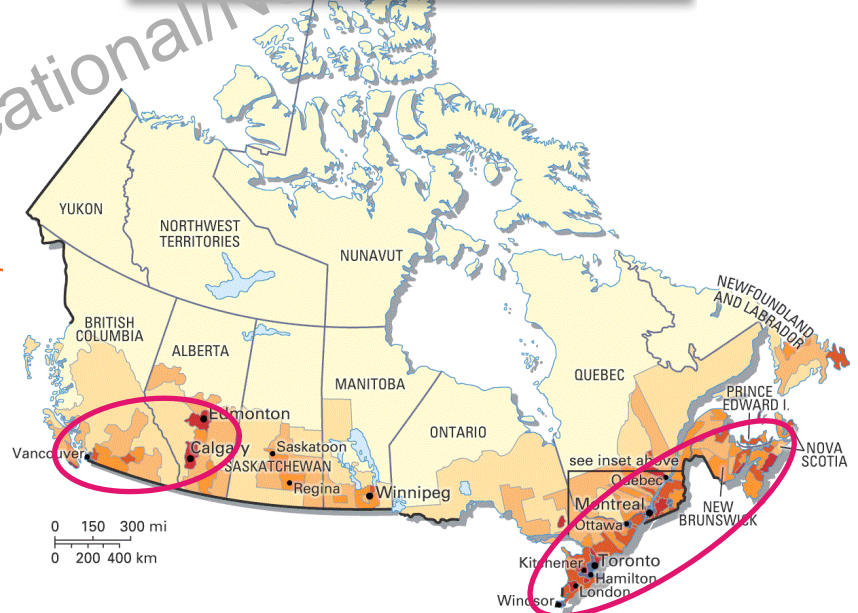 YUKON
NORTHWEST
TERRITORIES
NUNAVUT
BRITISH
COLUMBIA
ALBERTA
MANITOBA
ONTARIO
QUEBEC
NEWFOUNDLAND
AND LABRADOR
PRINCE
EDWARD I.
NOVA
SCOTIA
NEW
BRUNSWICK
SASKATCHEWAN
Edmonton
Calgary
Vancouver
Saskatoon
Regina
Winnipeg
see inset above
Quebec
Montreal
Ottawa
Toronto
Kitchener
Hamilton
London
Windsor
0 150 300 mi
0 200 400 km